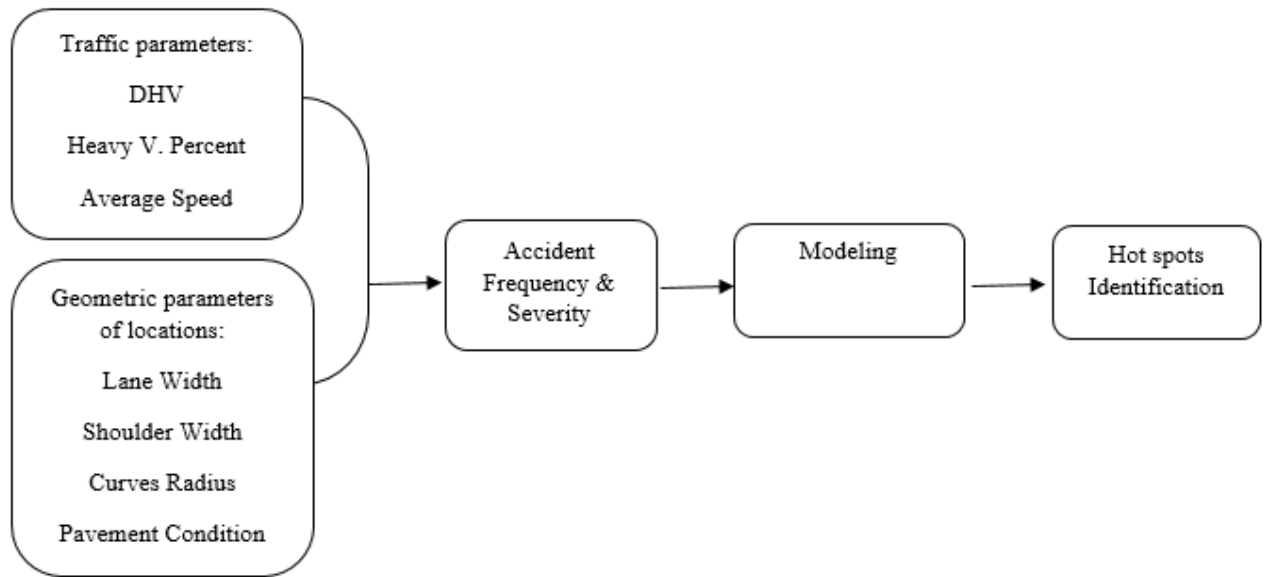 Traffic parameters:
DHV
Heavy V. Percent
Average Speed
Geometric parameters
of locations:
Lane Width
Shoulder Width
Curves Radius
Pavement Condition
Accident
Frequency &
Severity
Modeling
Hot spots
Identification